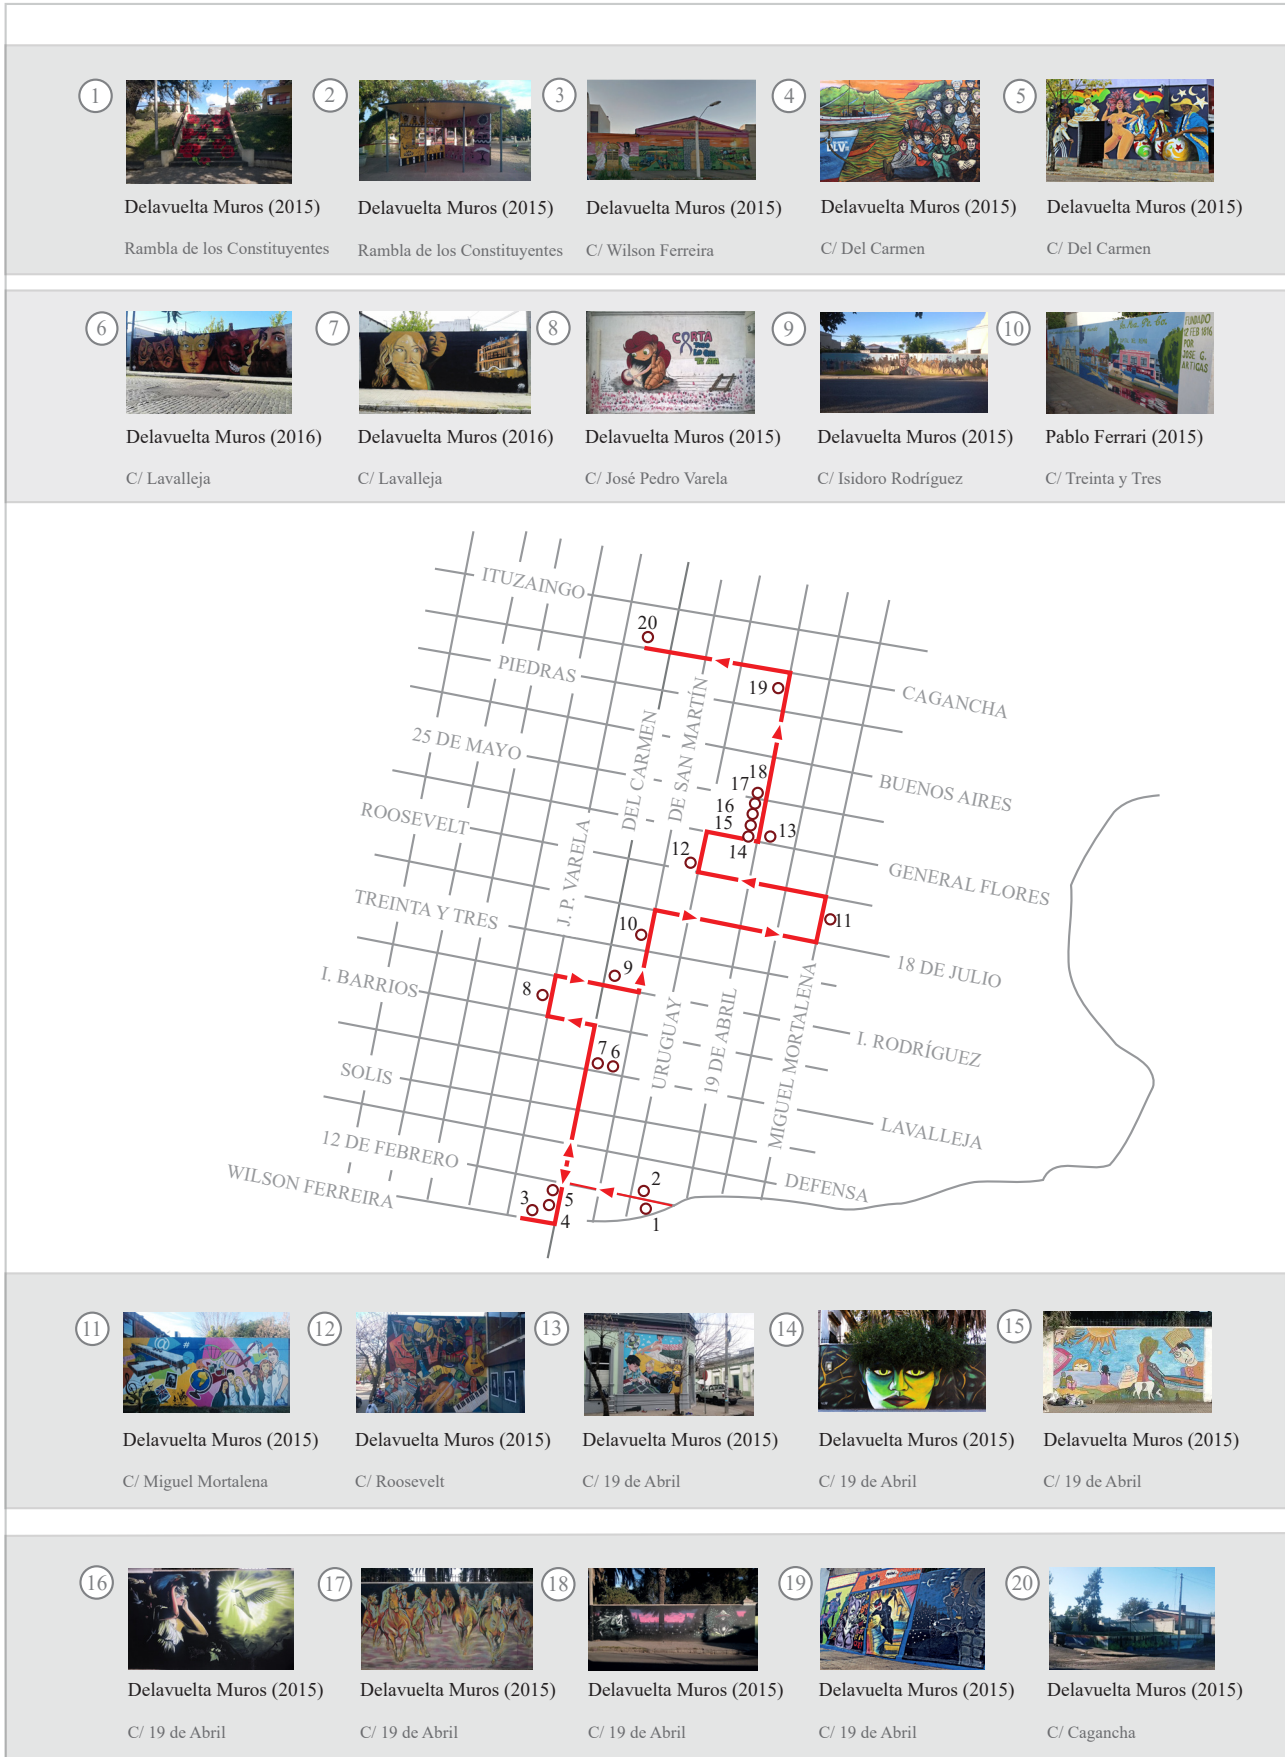 1 2 3 4 5
Delavuelta Muros (2015) Delavuelta Muros (2015) Delavuelta Muros (2015) Delavuelta Muros (2015) Delavuelta Muros (2015)
Rambla de los Constituyentes Rambla de los Constituyentes C/ Wilson Ferreira C/ Del Carmen C/ Del Carmen
6 7 8 9 10
CORTA
FUNDADO
12 FEB 1816
POR
JOSE G.
ARTIGAS
Delavuelta Muros (2016) Delavuelta Muros (2016) Delavuelta Muros (2015) Delavuelta Muros (2015) Pablo Ferrari (2015)
C/ Lavalleja C/ Lavalleja C/ José Pedro Varela C/ Isidoro Rodríguez C/ Treinta y Tres
ITUZAINGO
20
PIEDRAS
19
CAGANCHA
DE SAN MARTÍN
DEL CARMEN
25 DE MAYO
18
17
BUENOS AIRES
16
ROOSEVELT
15
13
J. P. VARELA
12
14
GENERAL FLORES
TREINTA Y TRES
10
11
9
18 DE JULIO
I. BARRIOS
8
URUGUAY
19 DE ABRIL
MIGUEL MORTALENA
I. RODRÍGUEZ
7 6
SOLIS
LAVALLEJA
12 DE FEBRERO
2
DEFENSA
WILSON FERREIRA
3
5
4
1
11 12 13 14 15
@ #
Delavuelta Muros (2015) Delavuelta Muros (2015) Delavuelta Muros (2015) Delavuelta Muros (2015) Delavuelta Muros (2015)
C/ Miguel Mortalena C/ Roosevelt C/ 19 de Abril C/ 19 de Abril C/ 19 de Abril
16 17 18 19 20
Delavuelta Muros (2015) Delavuelta Muros (2015) Delavuelta Muros (2015) Delavuelta Muros (2015) Delavuelta Muros (2015)
C/ 19 de Abril C/ 19 de Abril C/ 19 de Abril C/ 19 de Abril C/ Cagancha